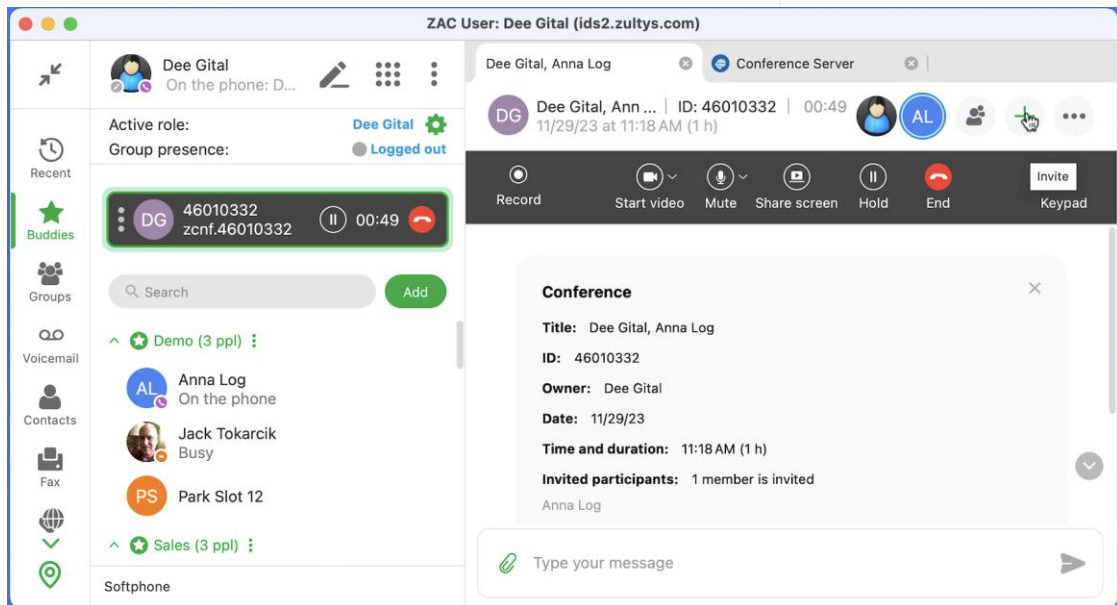 ZAC User: Dee Gital (ids2.zultys.com)
Dee Gital
On the phone: D...
Active role: Dee Gital
Group presence: Logged out
Recent
Buddies
Groups
Voicemail
Contacts
Fax
DG
46010332
zcnf.46010332
00:49
Search
Add
Demo (3 ppl)
AL
Anna Log
On the phone
Jack Tokarcik
Busy
PS
Park Slot 12
Sales (3 ppl)
Softphone
Dee Gital, Anna Log
Conference Server
DG
Dee Gital, Ann ... | ID: 46010332 | 00:49
11/29/23 at 11:18 AM (1 h)
AL
Record
Start video
Mute
Share screen
Hold
End
Invite
Keypad
Conference
Title: Dee Gital, Anna Log
ID: 46010332
Owner: Dee Gital
Date: 11/29/23
Time and duration: 11:18 AM (1 h)
Invited participants: 1 member is invited
Anna Log
Type your message